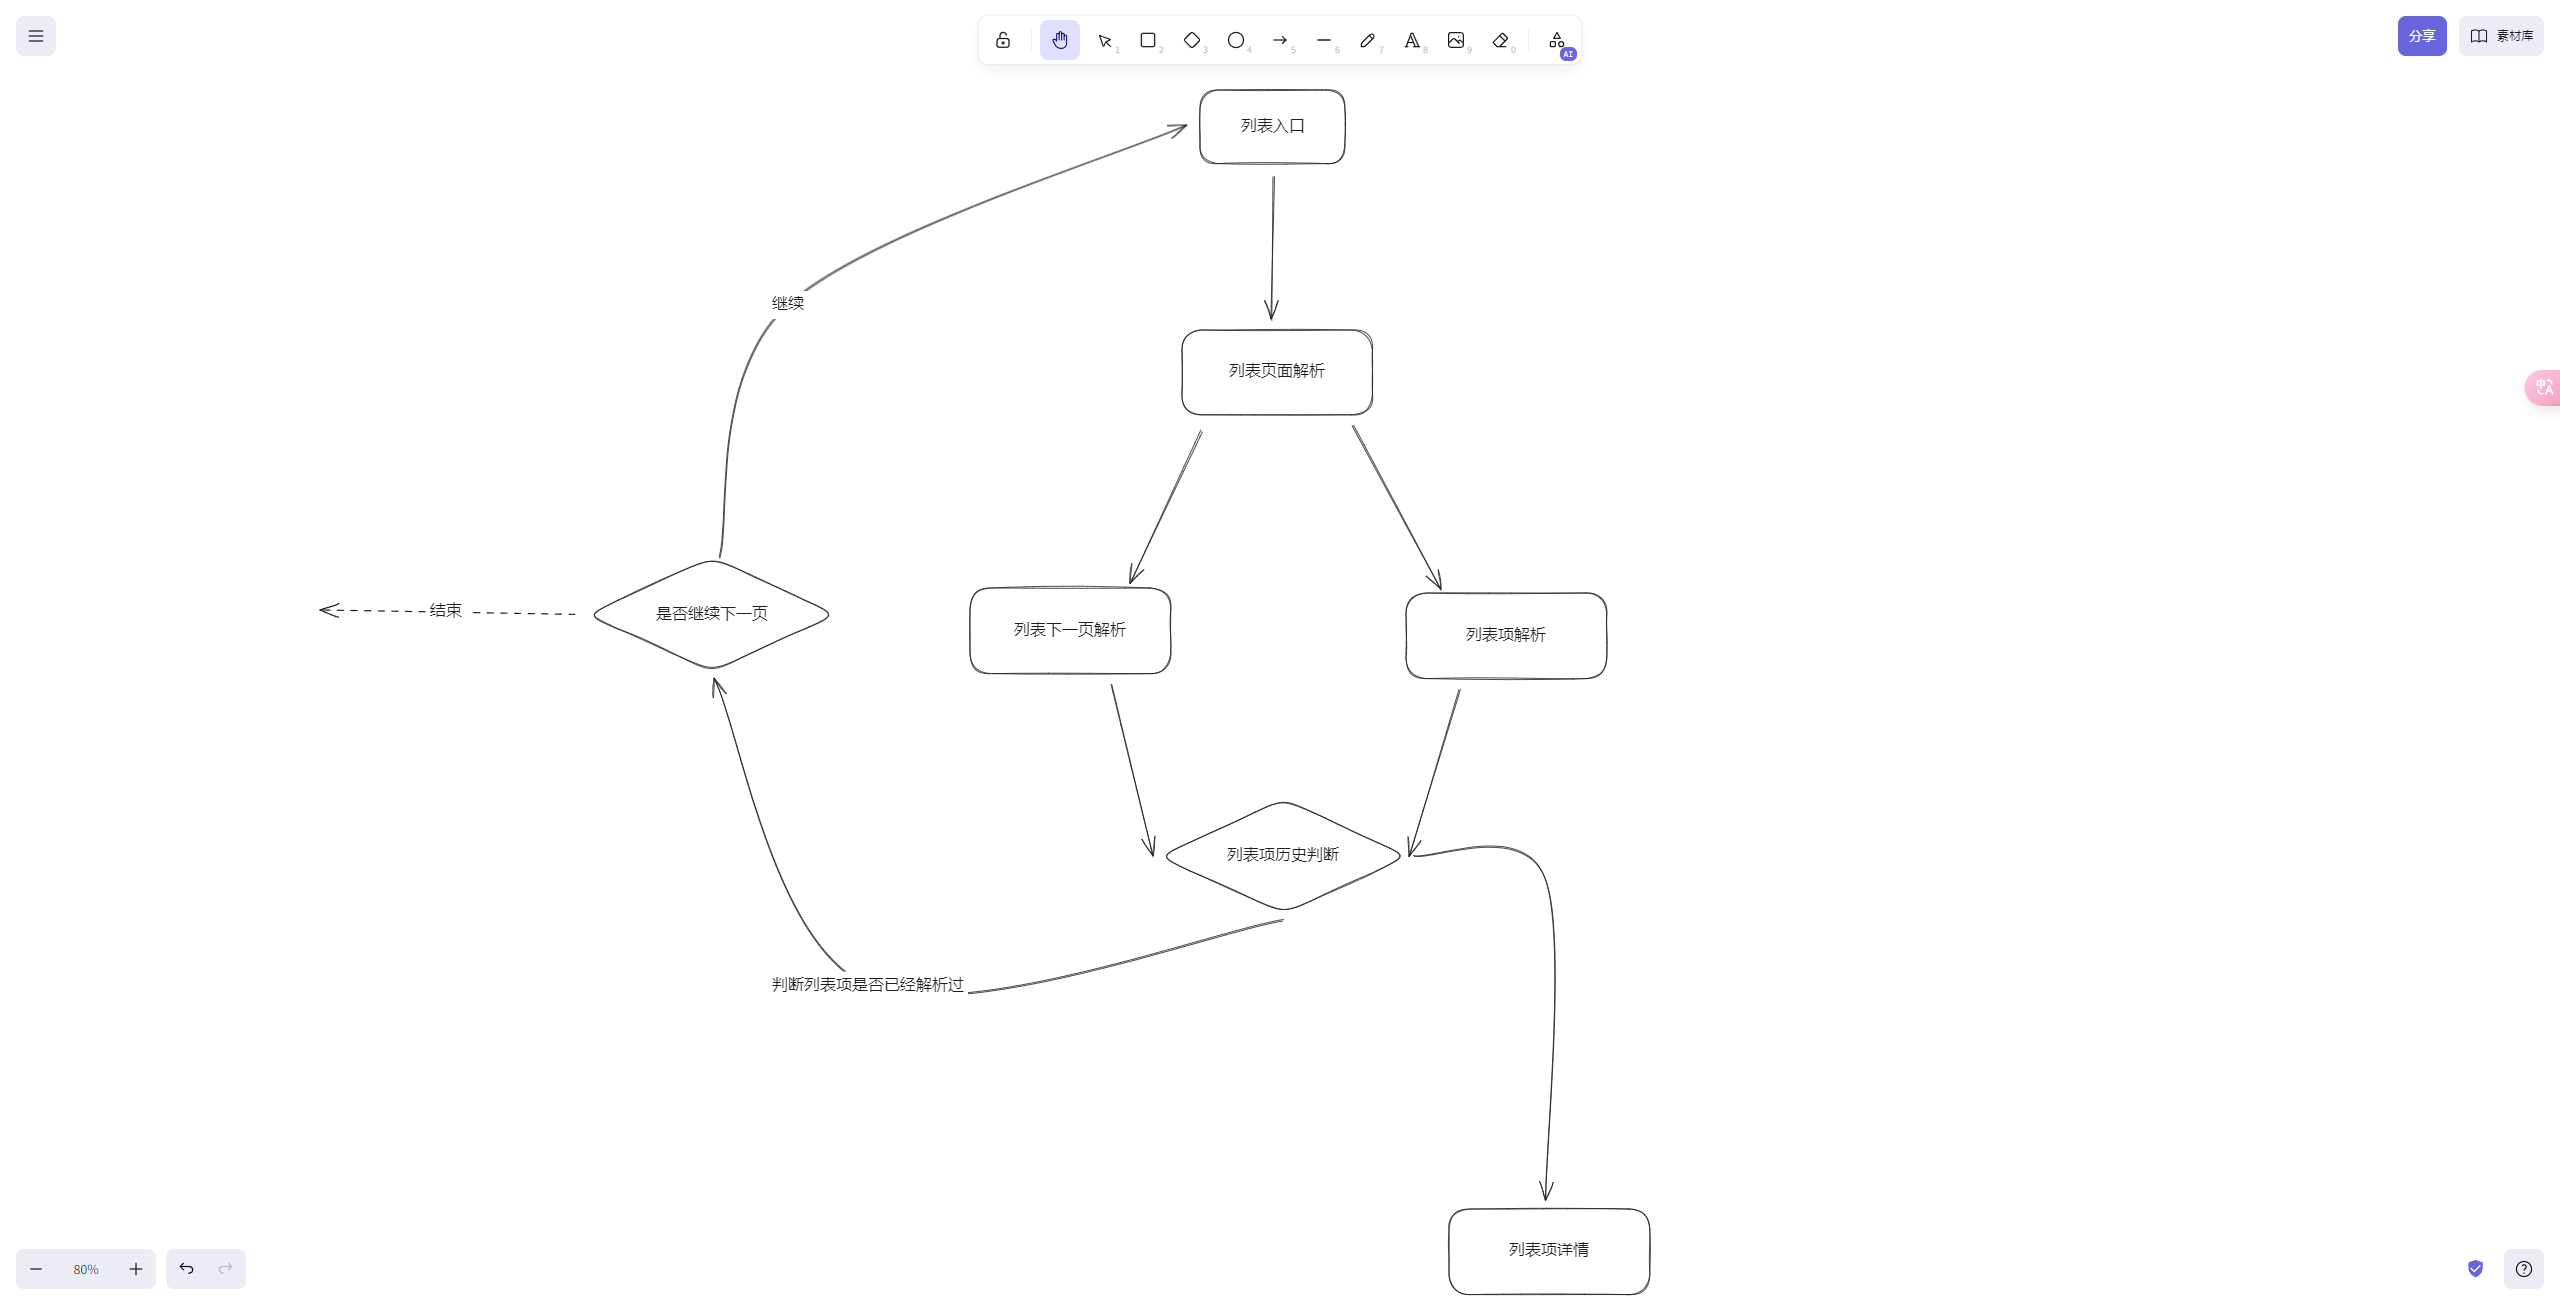 1
2
3
4
5
6
7
8
9
0
AI
分享
素材库
列表入口
继续
列表页面解析
中
A
结束
是否继续下一页
列表下一页解析
列表项解析
列表项历史判断
判断列表项是否已经解析过
列表项详情
80%